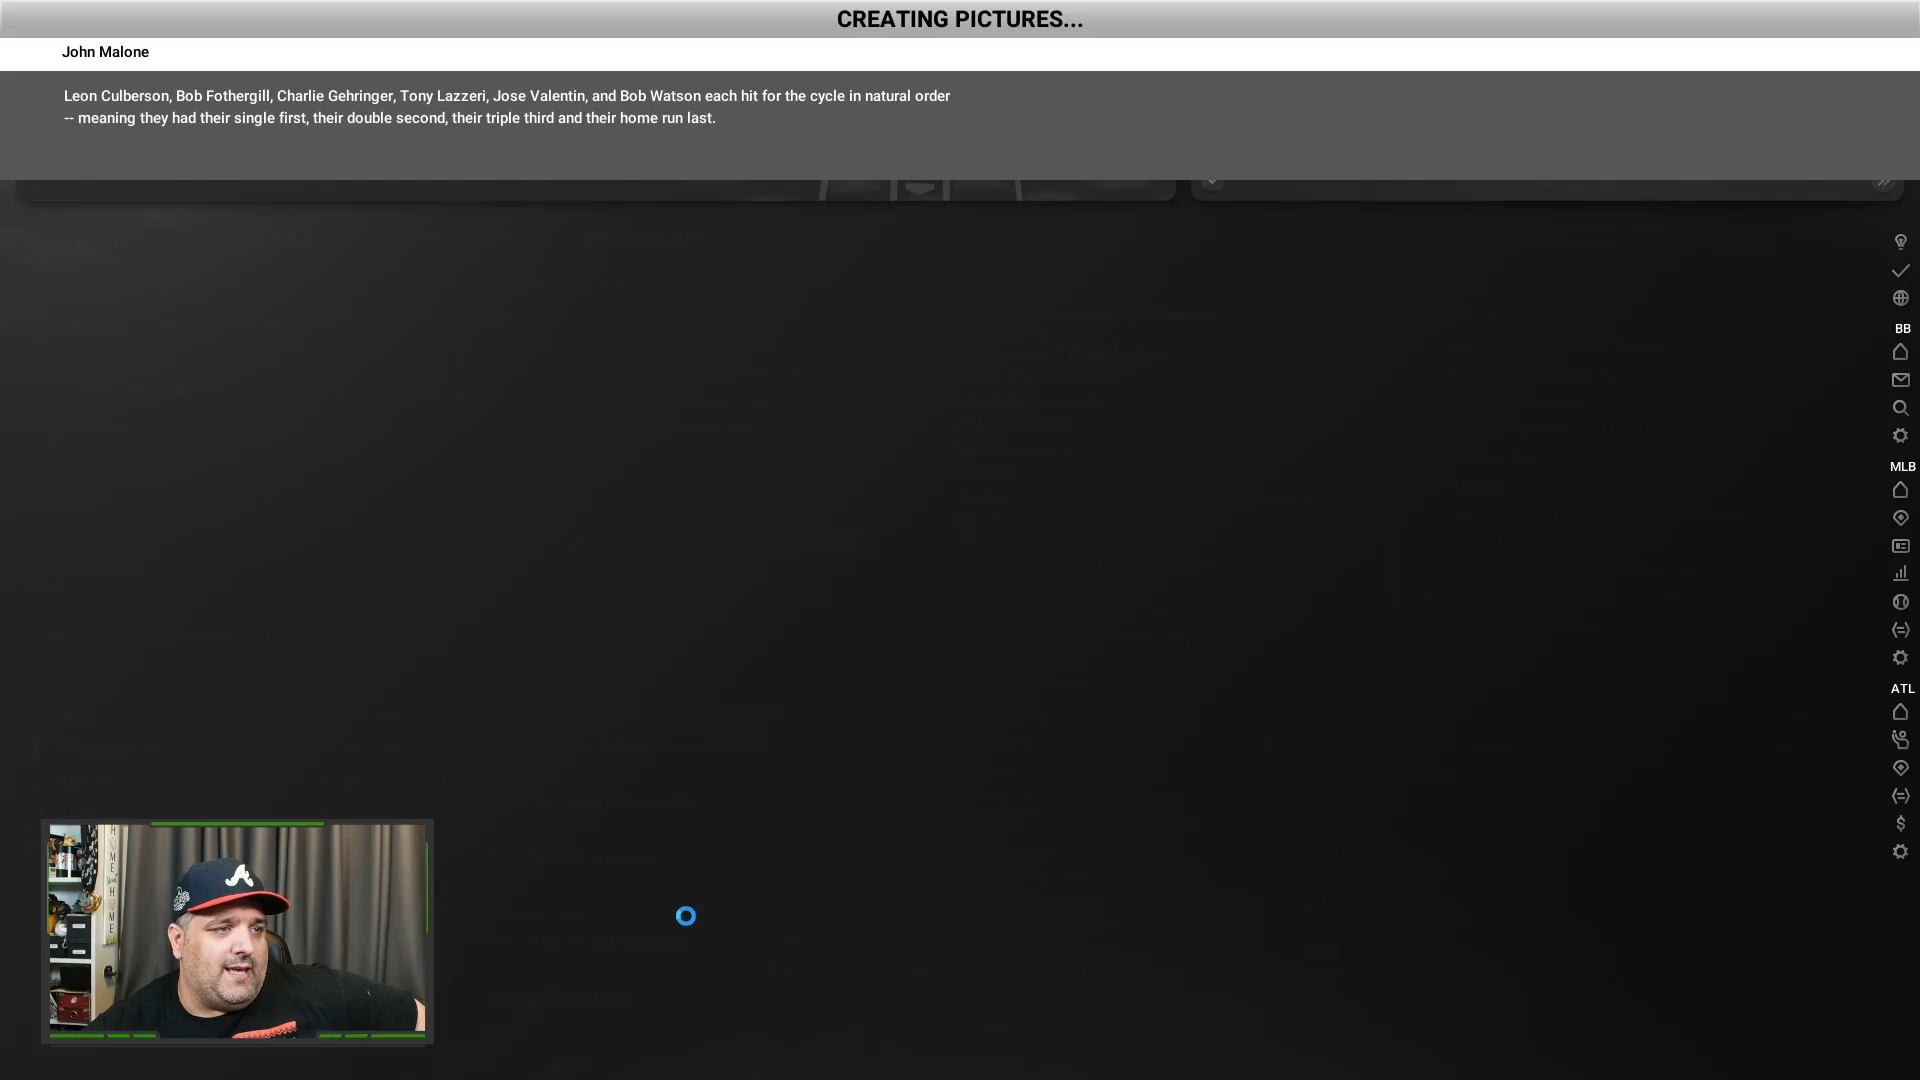 CREATING PICTURES...
John Malone
Leon Culberson, Bob Fothergill, Charlie Gehringer, Tony Lazzeri, Jose Valentin, and Bob Watson each hit for the cycle in natural order
-- meaning they had their single first, their double second, their triple third and their home run last.
BB
MLB
ATL
A